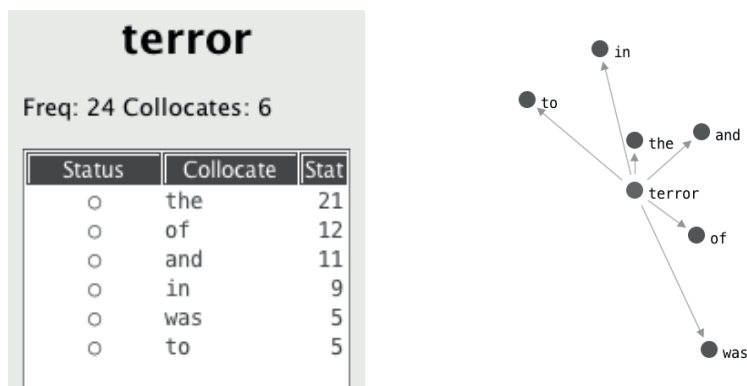 terror
Freq: 24 Collocates: 6
Status Collocate Stat
the 21
of 12
and 11
in 9
was 5
to 5
in
to
the
and
terror
of
was